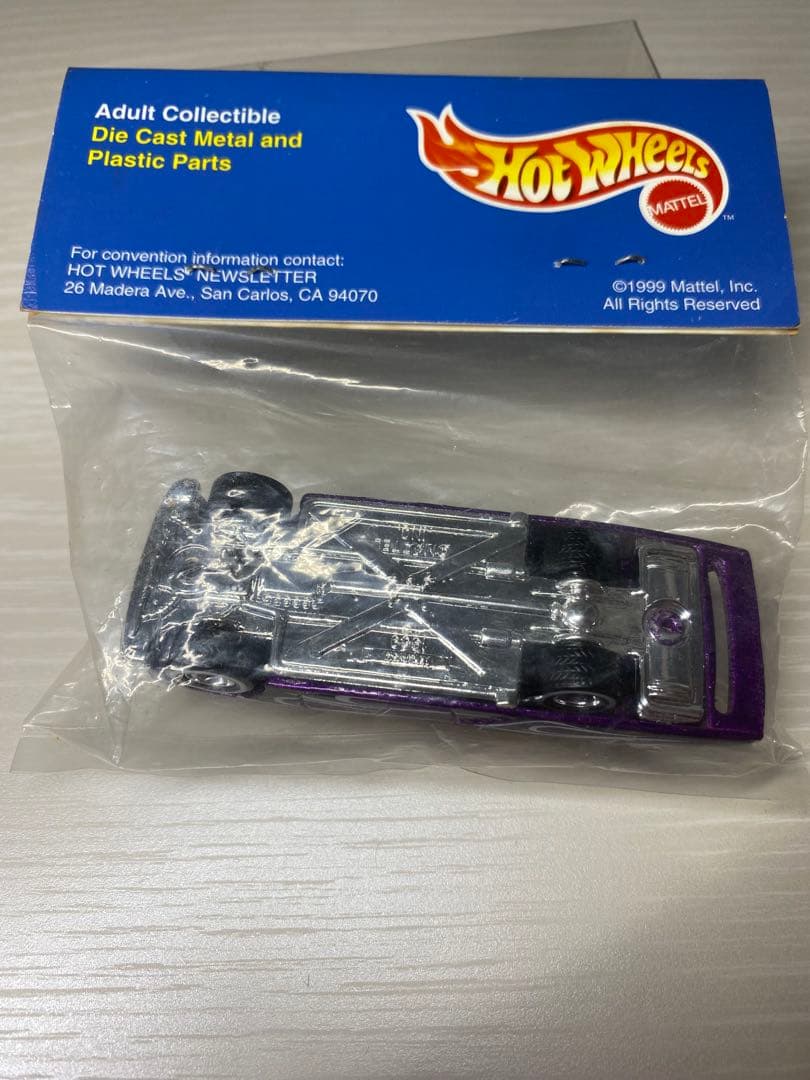 Adult Collectible
Die Cast Metal and
Plastic Parts
HOT WHEELS
MATTEL
TM
For convention information contact:
HOT WHEELS® NEWSLETTER
26 Madera Ave., San Carlos, CA 94070
©1999 Mattel, Inc.
All Rights Reserved